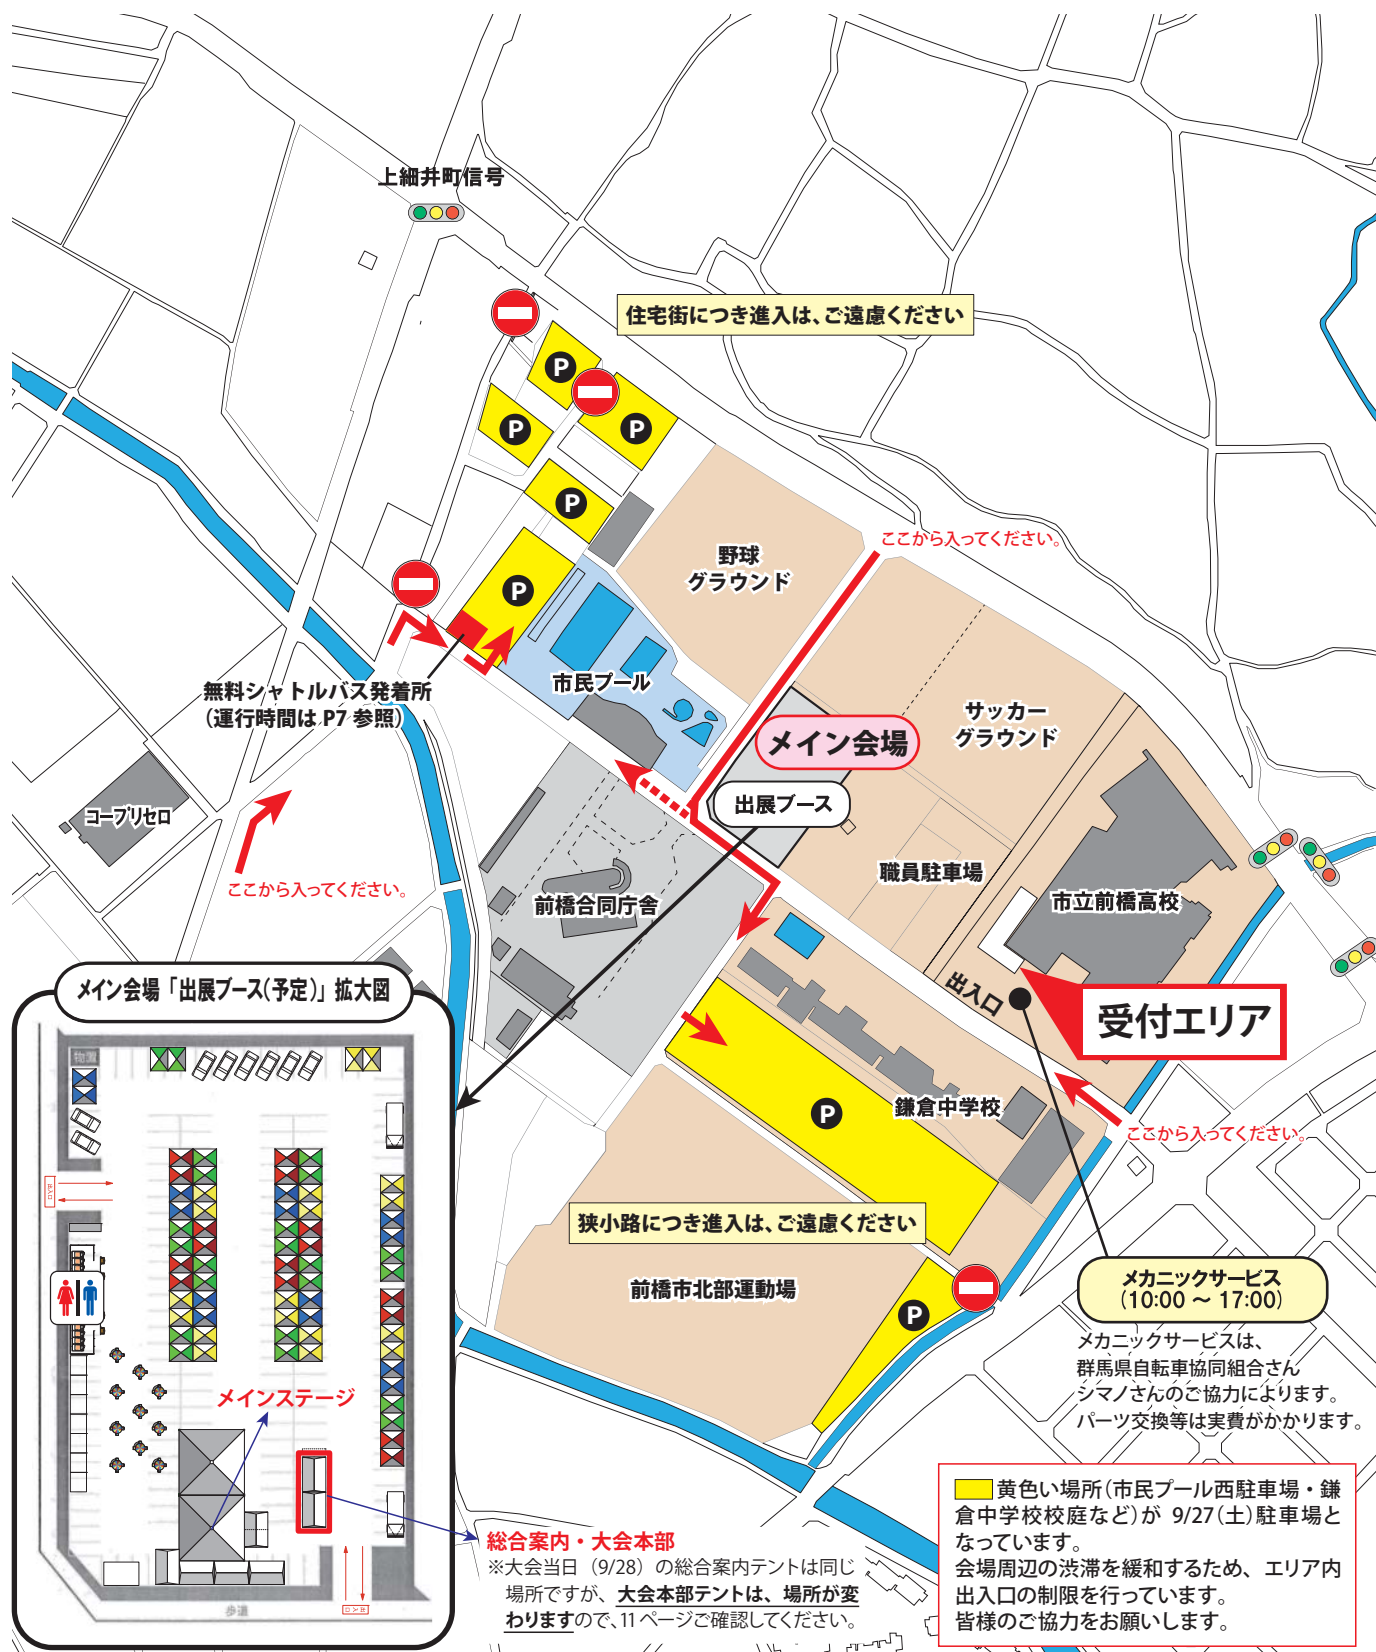 上細井町信号
住宅街につき進入は、ご遠慮ください
P
P
P
P
P
野球
グラウンド
ここから入ってください。
市民プール
無料シャトルバス発着所
(運行時間は P7 参照)
サッカー
グラウンド
メイン会場
出展ブース
コープリセロ
ここから入ってください。
職員駐車場
前橋合同庁舎
市立前橋高校
出入口
受付エリア
メイン会場「出展ブース(予定)」拡大図
物置
出入口
メインステージ
出入口
歩道
P
鎌倉中学校
ここから入ってください。
狭小路につき進入は、ご遠慮ください
前橋市北部運動場
P
メカニックサービス
(10:00 ～ 17:00)
メカニックサービスは、
群馬県自転車協同組合さん
シマノさんのご協力によります。
パーツ交換等は実費がかかります。
総合案内・大会本部
※大会当日（9/28）の総合案内テントは同じ
場所ですが、大会本部テントは、場所が変
わりますので、11 ページご確認してください。
黄色い場所(市民プール西駐車場・鎌
倉中学校校庭など)が 9/27(土)駐車場と
なっています。
会場周辺の渋滞を緩和するため、エリア内
出入口の制限を行っています。
皆様のご協力をお願いします。